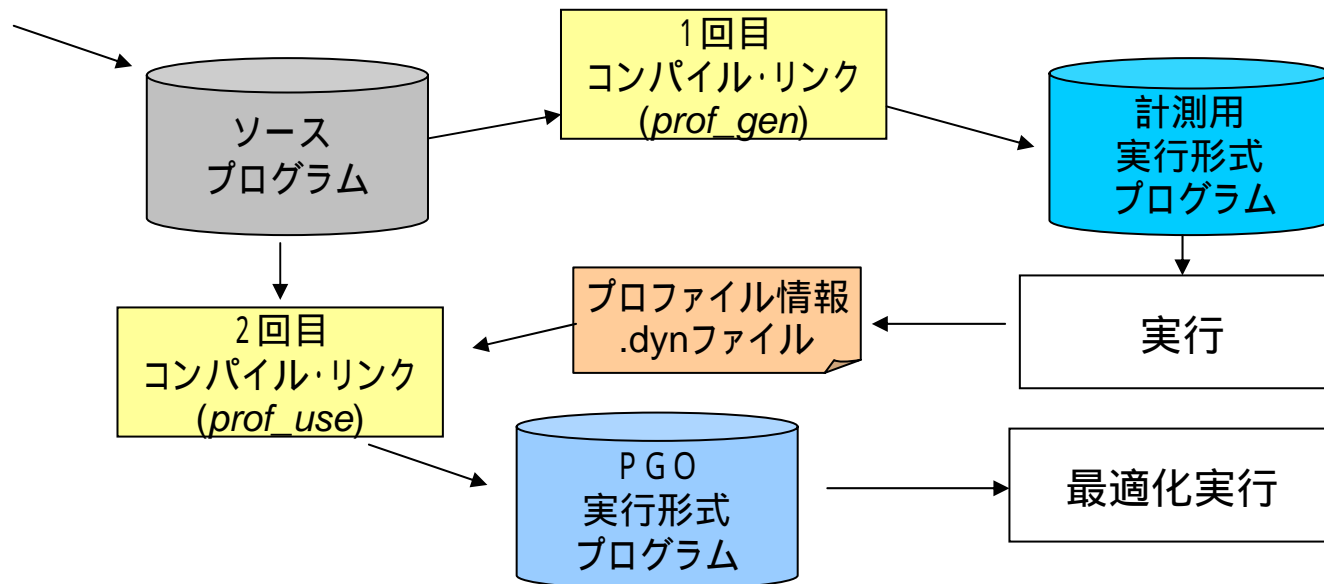 1回目
コンパイル・リンク
(prof_gen)
ソース
プログラム
計測用
実行形式
プログラム
プロファイル情報
.dynファイル
実行
2回目
コンパイル・リンク
(prof_use)
PGO
実行形式
プログラム
最適化実行